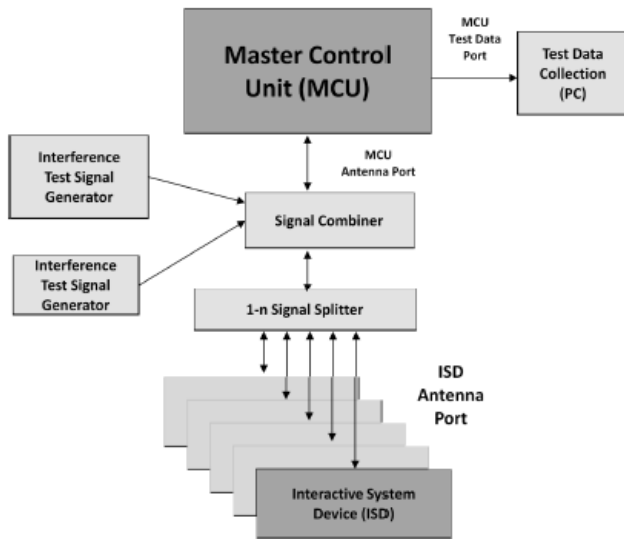 Master Control
Unit (MCU)
MCU
Test Data
Port
Test Data
Collection
(PC)
Interference
Test Signal
Generator
MCU
Antenna Port
Signal Combiner
Interference
Test Signal
Generator
1-n Signal Splitter
ISD
Antenna
Port
Interactive System
Device (ISD)